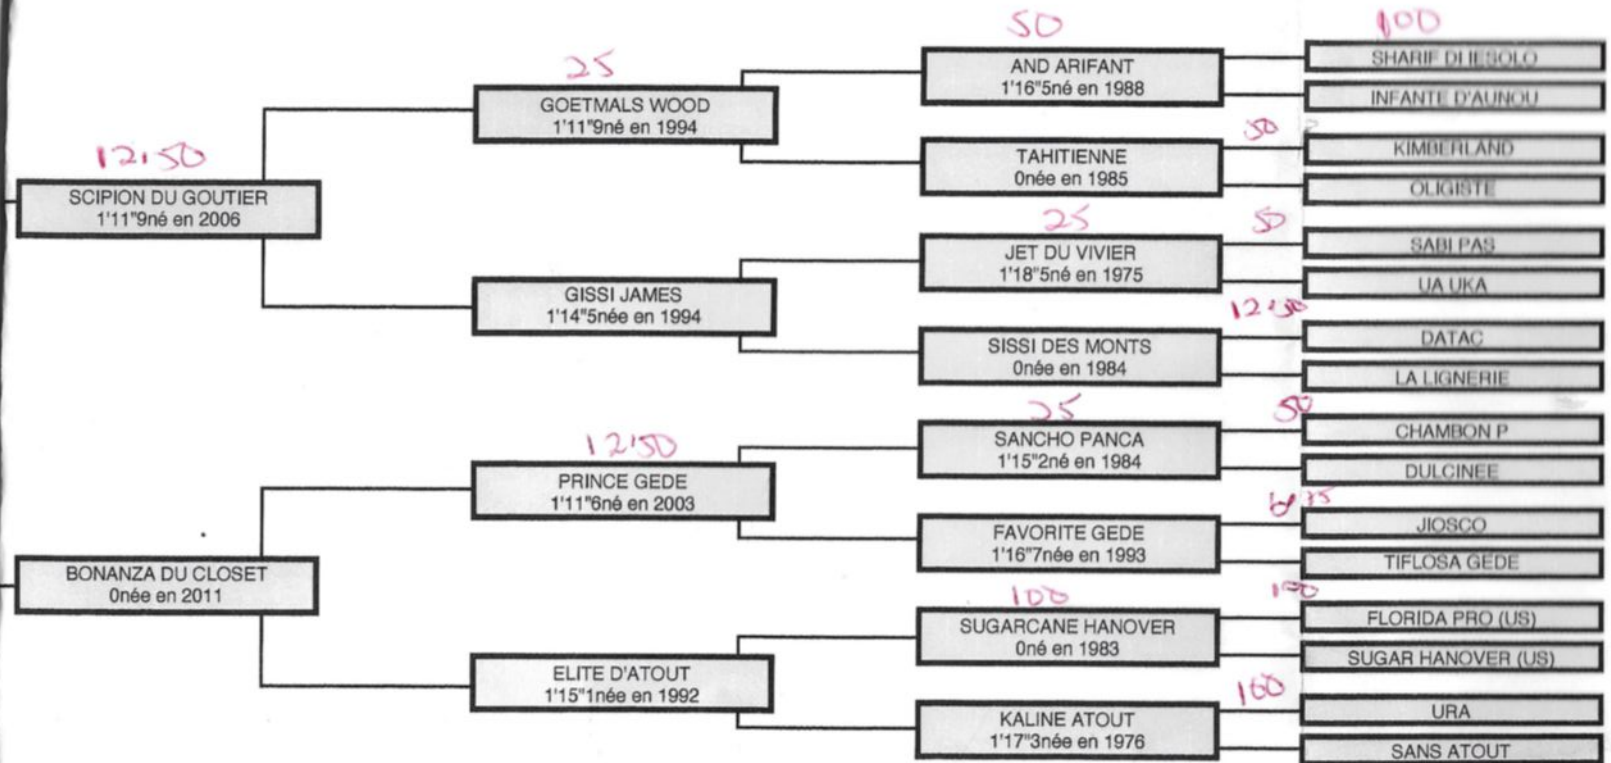 12.50
SCIPION DU GOUTIER
1'11"9né en 2006
BONANZA DU CLOSET
0née en 2011
25
GOETMALS WOOD
1'11"9né en 1994
GISSI JAMES
1'14"5née en 1994
12.50
PRINCE GEDE
1'11"6né en 2003
ELITE D'ATOUT
1'15"1née en 1992
50
AND ARIFANT
1'16"5né en 1988
TAHITIENNE
0née en 1985
25
JET DU VIVIER
1'18"5né en 1975
SISSI DES MONTS
0née en 1984
25
SANCHO PANCA
1'15"2né en 1984
FAVORITE GEDE
1'16"7née en 1993
100
SUGARCANE HANOVER
0né en 1983
KALINE ATOUT
1'17"3née en 1976
100
SHARIF DI IESOLO
INFANTE D'AUNOU
50
KIMBERLAND
OLIGISTE
50
SABI PAS
UA UKA
12.50
DATAC
LA LIGNERIE
50
CHAMBON P
DULCINEE
JIOSCO
TIFLOSA GEDE
100
FLORIDA PRO (US)
SUGAR HANOVER (US)
100
URA
SANS ATOUT